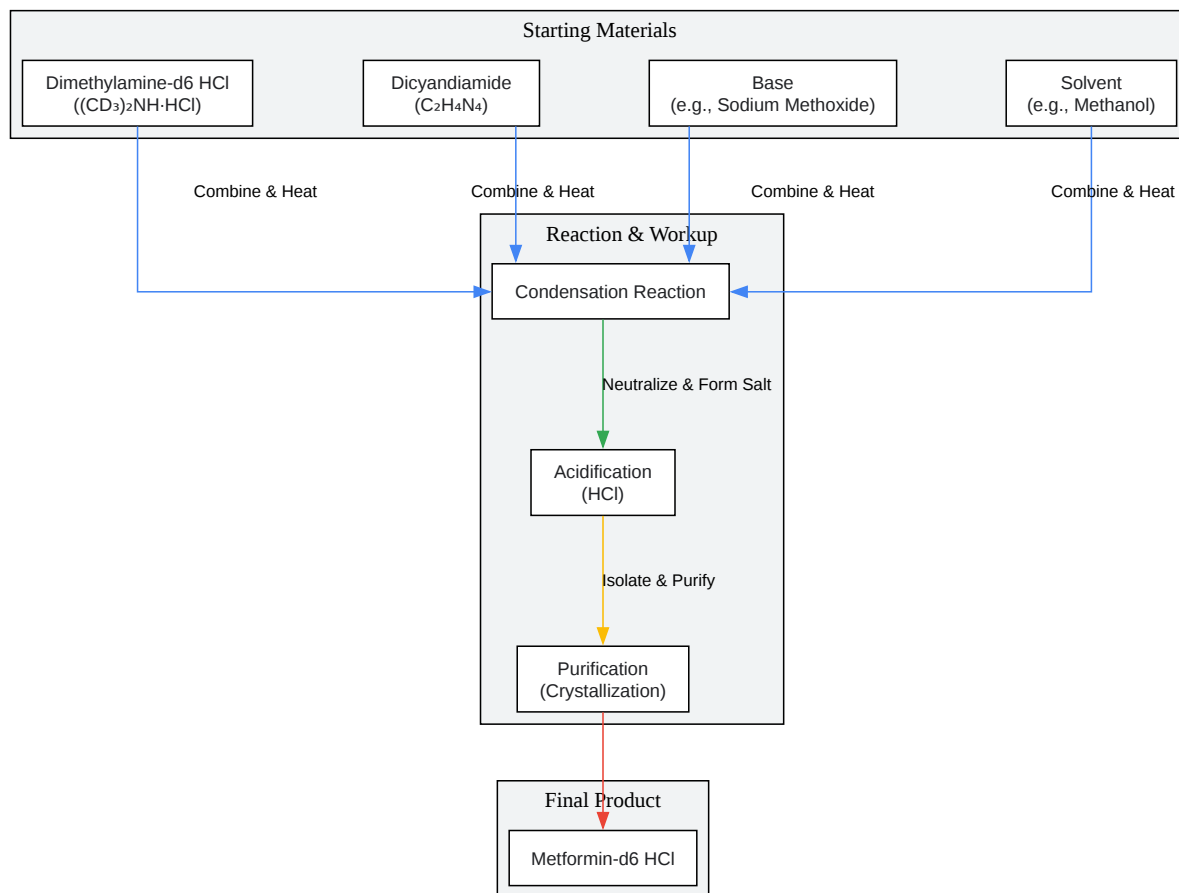 Starting Materials
Dimethylamine-d6 HCl
((CD₃)₂NH·HCl)
Dicyandiamide
(C₂H₄N₄)
Base
(e.g., Sodium Methoxide)
Solvent
(e.g., Methanol)
Combine & Heat
Combine & Heat
Combine & Heat
Combine & Heat
Reaction & Workup
Condensation Reaction
Neutralize & Form Salt
Acidification
(HCl)
Isolate & Purify
Purification
(Crystallization)
Final Product
Metformin-d6 HCl